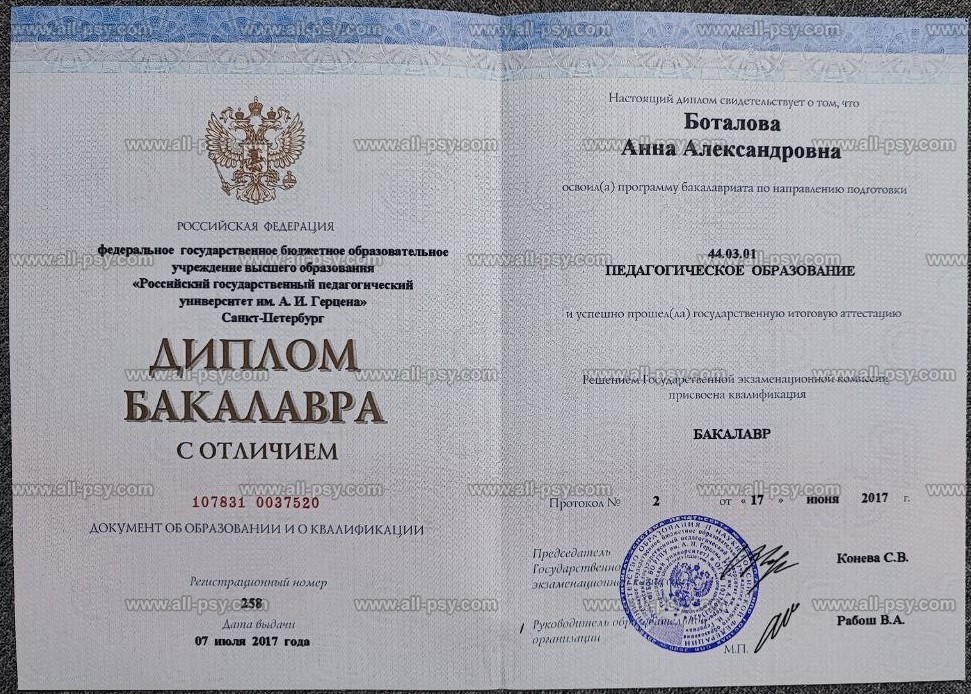 РОССИЙСКАЯ ФЕДЕРАЦИЯ
федеральное государственное бюджетное образовательное
учреждение высшего образования
«Российский государственный педагогический
университет им. А. И. Герцена»
Санкт-Петербург
ДИПЛОМ
БАКАЛАВРА
С ОТЛИЧИЕМ
107831 0037520
ДОКУМЕНТ ОБ ОБРАЗОВАНИИ И О КВАЛИФИКАЦИИ
Регистрационный номер
258
Дата выдачи
07 июля 2017 года
Настоящий диплом свидетельствует о том, что
Боталова
Анна Александровна
освоил(а) программу бакалавриата по направлению подготовки
44.03.01
ПЕДАГОГИЧЕСКОЕ ОБРАЗОВАНИЕ
и успешно прошел(ла) государственную итоговую аттестацию
Решением Государственной экзаменационной комиссии
присвоена квалификация
БАКАЛАВР
Протокол № 2 от « 17 » июня 2017 г.
Председатель
Государственно
экзаменационн
Конева С.В.
Руководитель образовательной
организации
Рабош В.А.
М.П.
www.all-psy.com